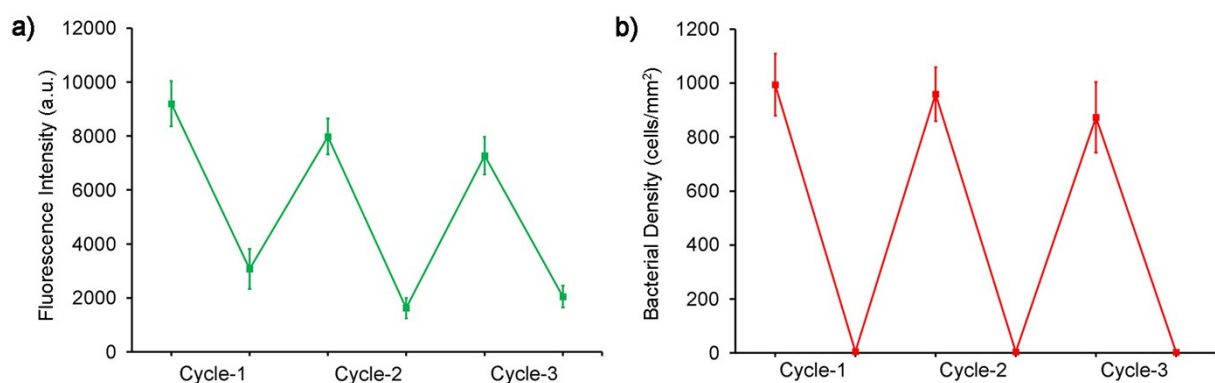 a)
Fluorescence Intensity (a.u.)
12000
10000
8000
6000
4000
2000
0
Cycle-1 Cycle-2 Cycle-3
b)
Bacterial Density (cells/mm²)
1200
1000
800
600
400
200
0
Cycle-1 Cycle-2 Cycle-3